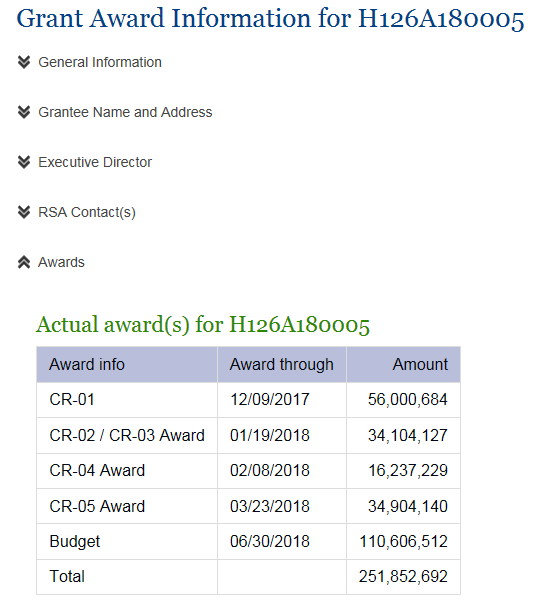 Grant Award Information for H126A180005
General Information
Grantee Name and Address
Executive Director
RSA Contact(s)
Awards
Actual award(s) for H126A180005
Award info Award through Amount
CR-01 12/09/2017 56,000,684
CR-02 / CR-03 Award 01/19/2018 34,104,127
CR-04 Award 02/08/2018 16,237,229
CR-05 Award 03/23/2018 34,904,140
Budget 06/30/2018 110,606,512
Total 251,852,692